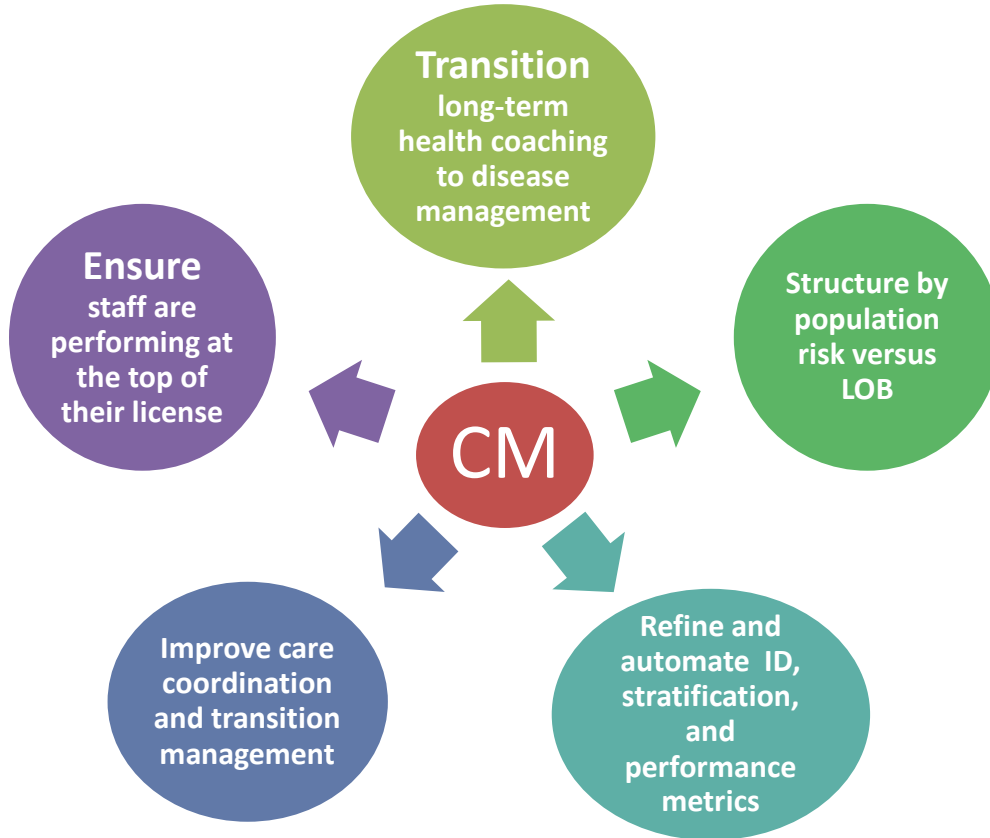 Transition
long-term
health coaching
to disease
management
Ensure
staff are
performing at
the top of
their license
Structure by
population
risk versus
LOB
CM
Improve care
coordination
and transition
management
Refine and
automate  ID,
stratification,
and
performance
metrics